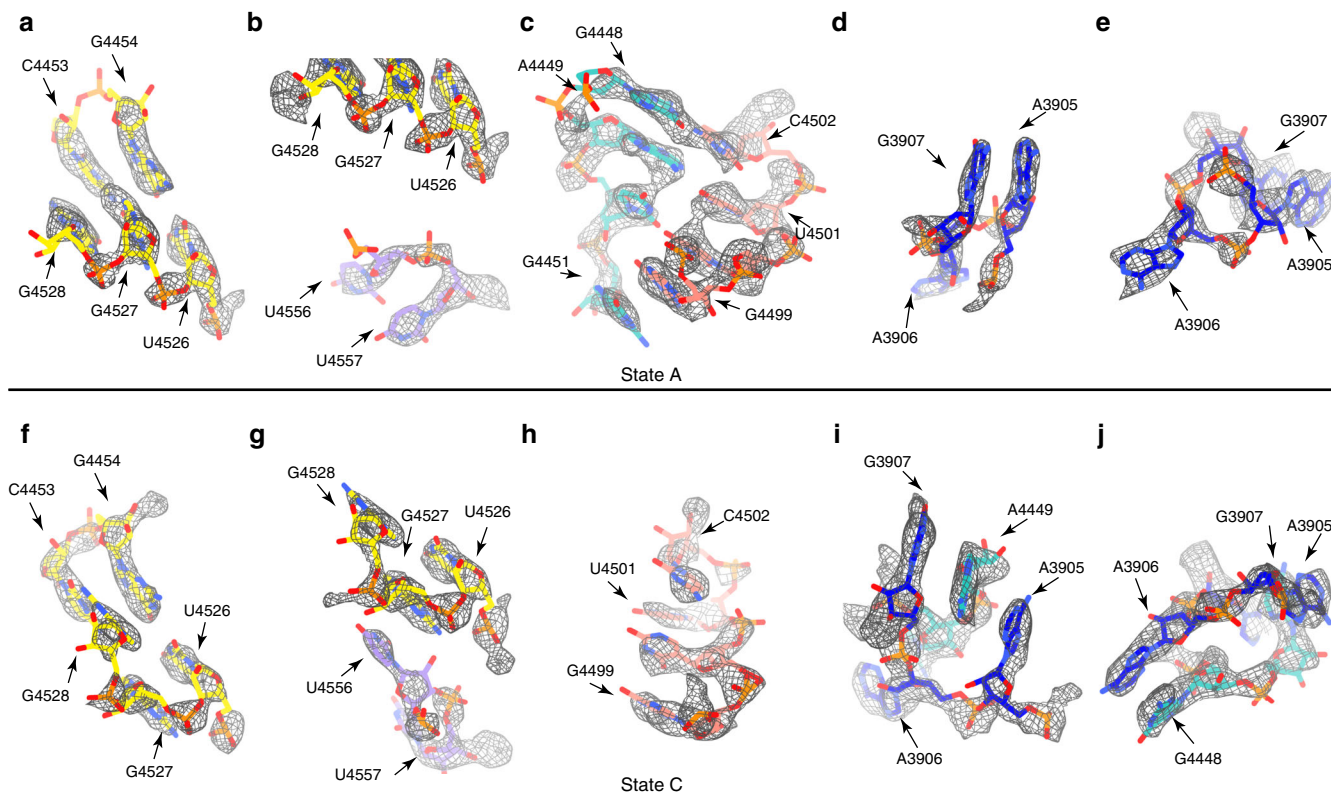 a
G4454
C4453
G4528
G4527
U4526
b
G4528
G4527
U4526
U4556
U4557
c
G4448
A4449
C4502
U4501
G4451
G4499
d
A3905
G3907
A3906
e
G3907
A3905
A3906
State A
f
G4454
C4453
U4526
G4528
G4527
g
G4528
G4527
U4526
U4556
U4557
h
C4502
U4501
G4499
i
G3907
A4449
A3905
A3906
j
G3907
A3905
A3906
G4448
State C